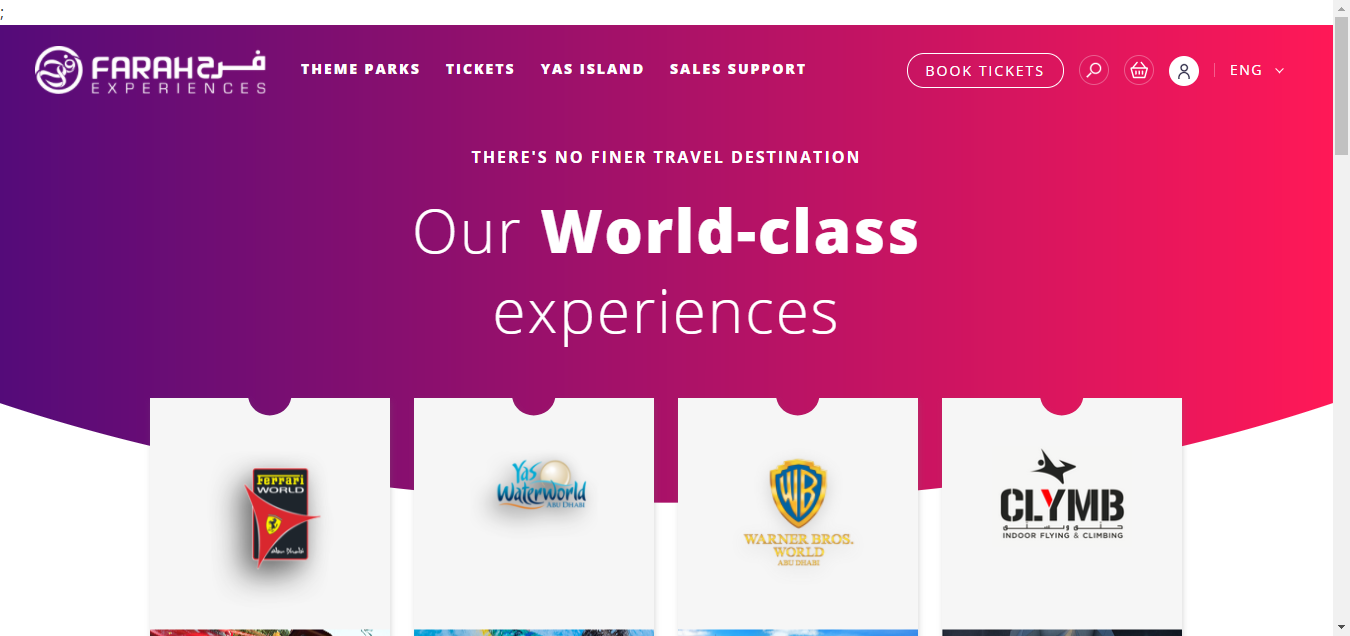 ;
FARAH فرح
EXPERIENCES
THEME PARKS
TICKETS
YAS ISLAND
SALES SUPPORT
BOOK TICKETS
ENG
THERE'S NO FINER TRAVEL DESTINATION
Our World-class
experiences
Ferrari
WORLD
Abu Dhabi
Yas
WaterWorld
ABU DHABI
WB
WARNER BROS.
WORLD
ABU DHABI
CLYMB
INDOOR FLYING & CLIMBING